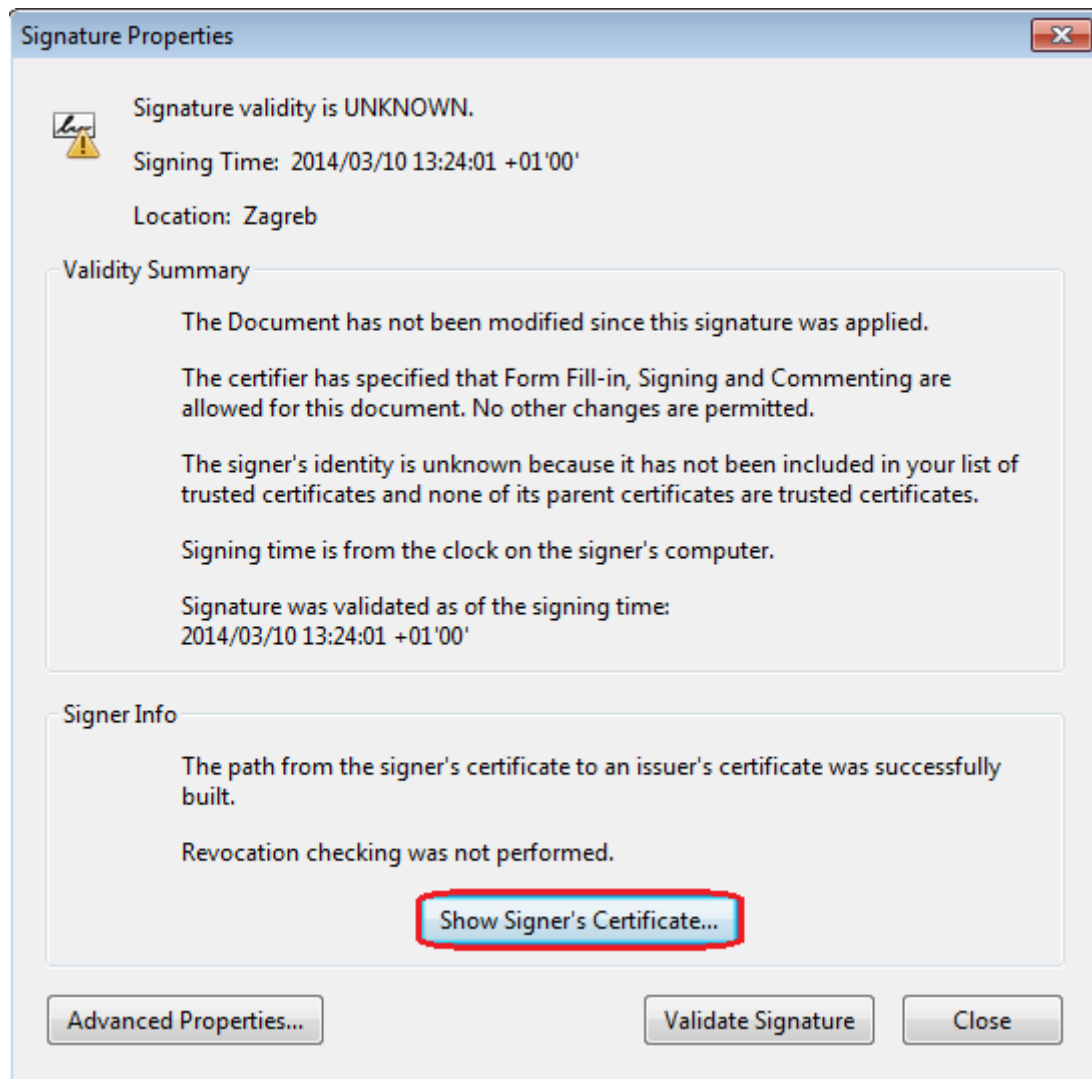 Signature Properties
Signature validity is UNKNOWN.
Signing Time: 2014/03/10 13:24:01 +01'00'
Location: Zagreb
Validity Summary
The Document has not been modified since this signature was applied.
The certifier has specified that Form Fill-in, Signing and Commenting are
allowed for this document. No other changes are permitted.
The signer's identity is unknown because it has not been included in your list of
trusted certificates and none of its parent certificates are trusted certificates.
Signing time is from the clock on the signer's computer.
Signature was validated as of the signing time:
2014/03/10 13:24:01 +01'00'
Signer Info
The path from the signer's certificate to an issuer's certificate was successfully
built.
Revocation checking was not performed.
Show Signer's Certificate...
Advanced Properties...
Validate Signature
Close